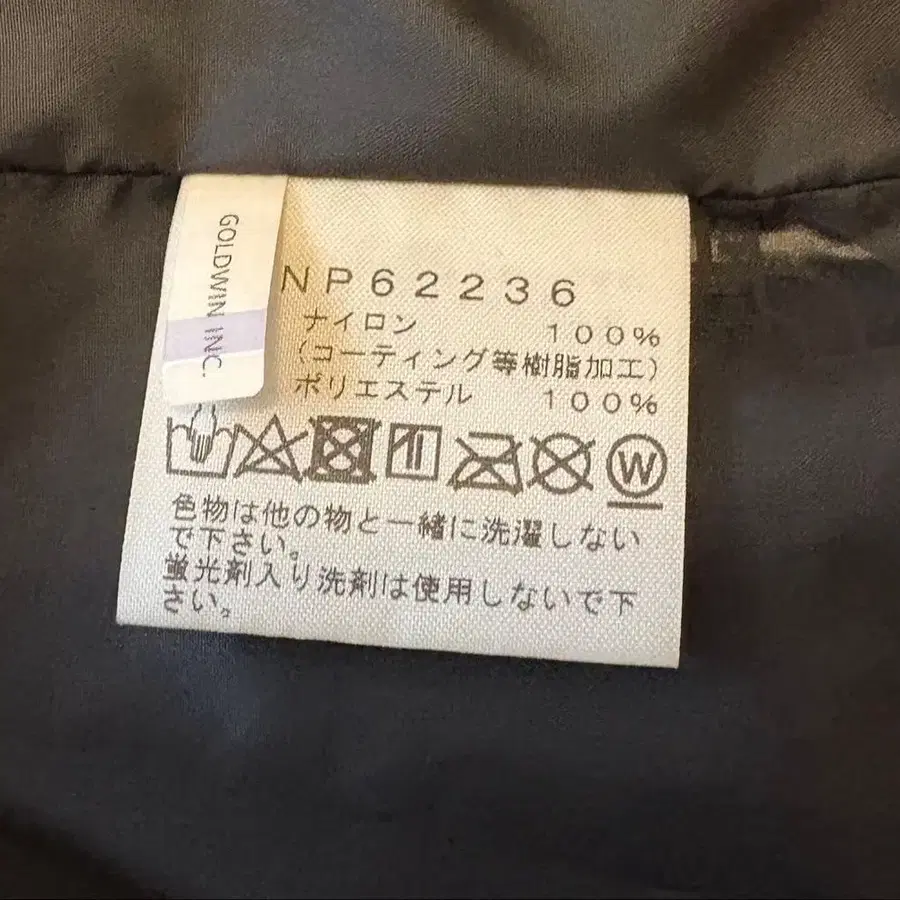 GOLDWIN INC.
NP62236
ナイロン 100%
(コーティング等樹脂加工)
ポリエステル 100%
W
色物は他の物と一緒に洗濯しない
で下さい。
蛍光剤入り洗剤は使用しないで下
さい。